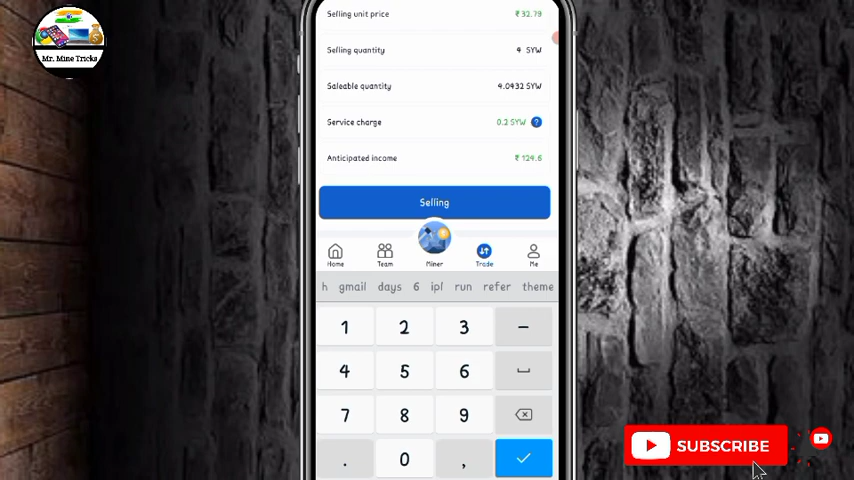 Mr. Mine Tricks
Selling unit price ₹ 32.79
Selling quantity 4 SYW
Saleable quantity 4.0432 SYW
Service charge 0.2 SYW ?
Anticipated income ₹ 124.6
Selling
Home Team Miner Trade Me
h gmail days 6 ipl run refer theme
1 2 3 –
4 5 6
7 8 9
. 0 ,
SUBSCRIBE